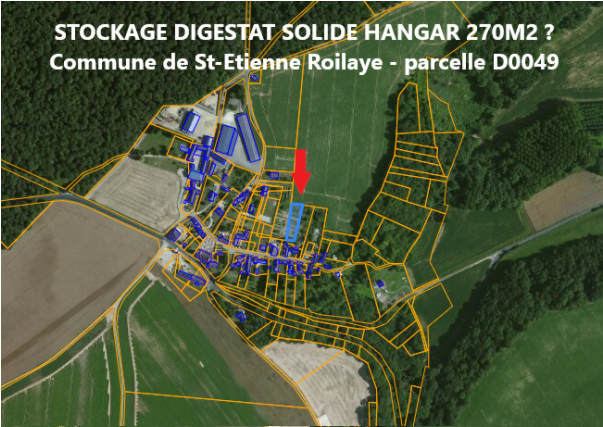 STOCKAGE DIGESTAT SOLIDE HANGAR 270M2 ?
Commune de St-Etienne Roilaye - parcelle D0049